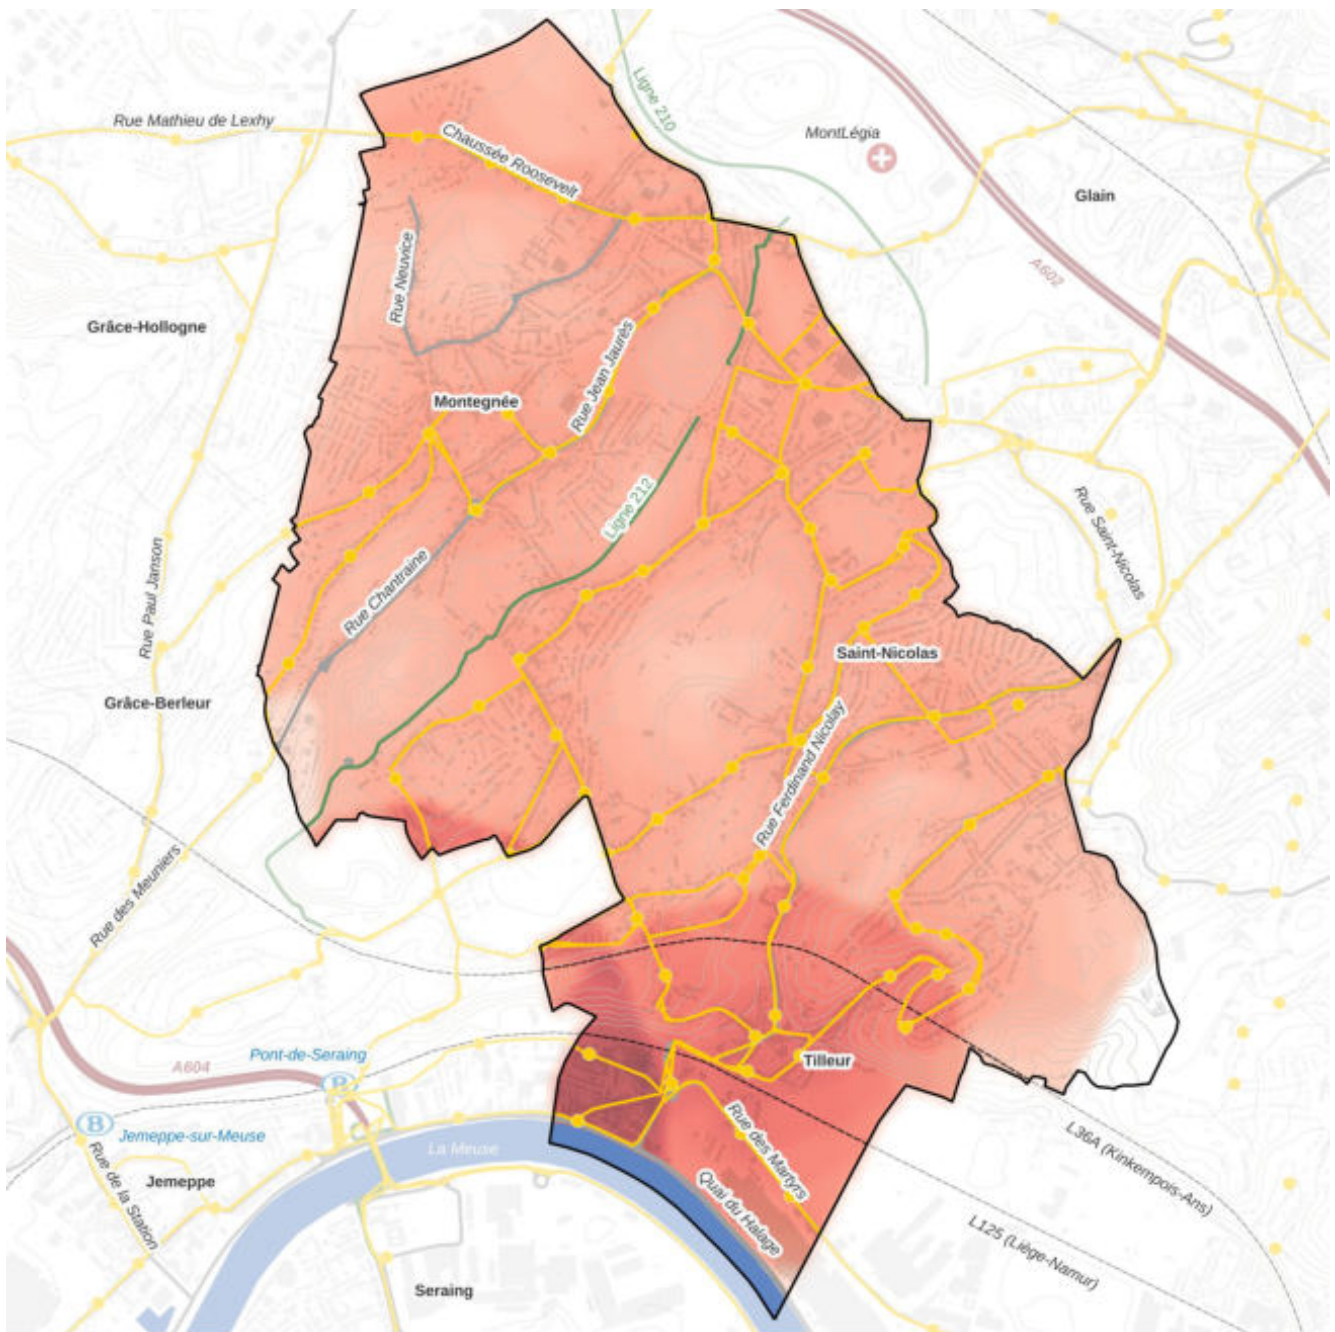 Rue Mathieu de Lexhy
Chaussée Roosevelt
Ligne 210
MontLégia
Glain
A602
Rue Neuvice
Grâce-Hollogne
Rue Jean Jaurès
Montegnée
Ligne 212
Rue Saint-Nicolas
Rue Paul Janson
Rue Chantraine
Saint-Nicolas
Grâce-Berleur
Rue Ferdinand Nicolay
Rue des Meuniers
Pont-de-Seraing
B
A604
Tilleur
B
Jemeppe-sur-Meuse
La Meuse
Rue des Martyrs
L36A (Kinkempois-Ans)
Rue de la Station
Jemeppe
Quai du Halage
L125 (Liège-Namur)
Seraing